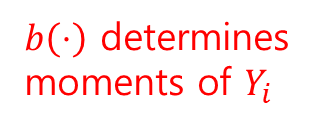 b(·) determines
moments of Yᵢ